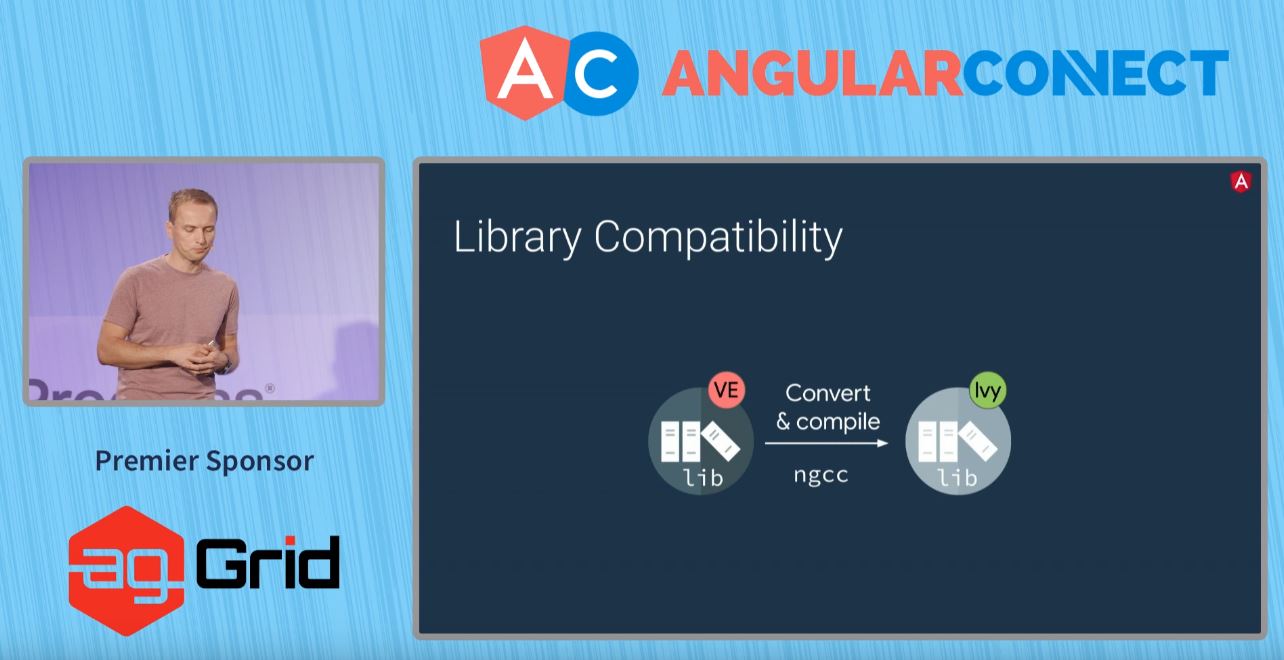 AC ANGULARCONNECT
A
Library Compatibility
VE
Convert
& compile
ngcc
lib
Ivy
lib
Premier Sponsor
ag Grid